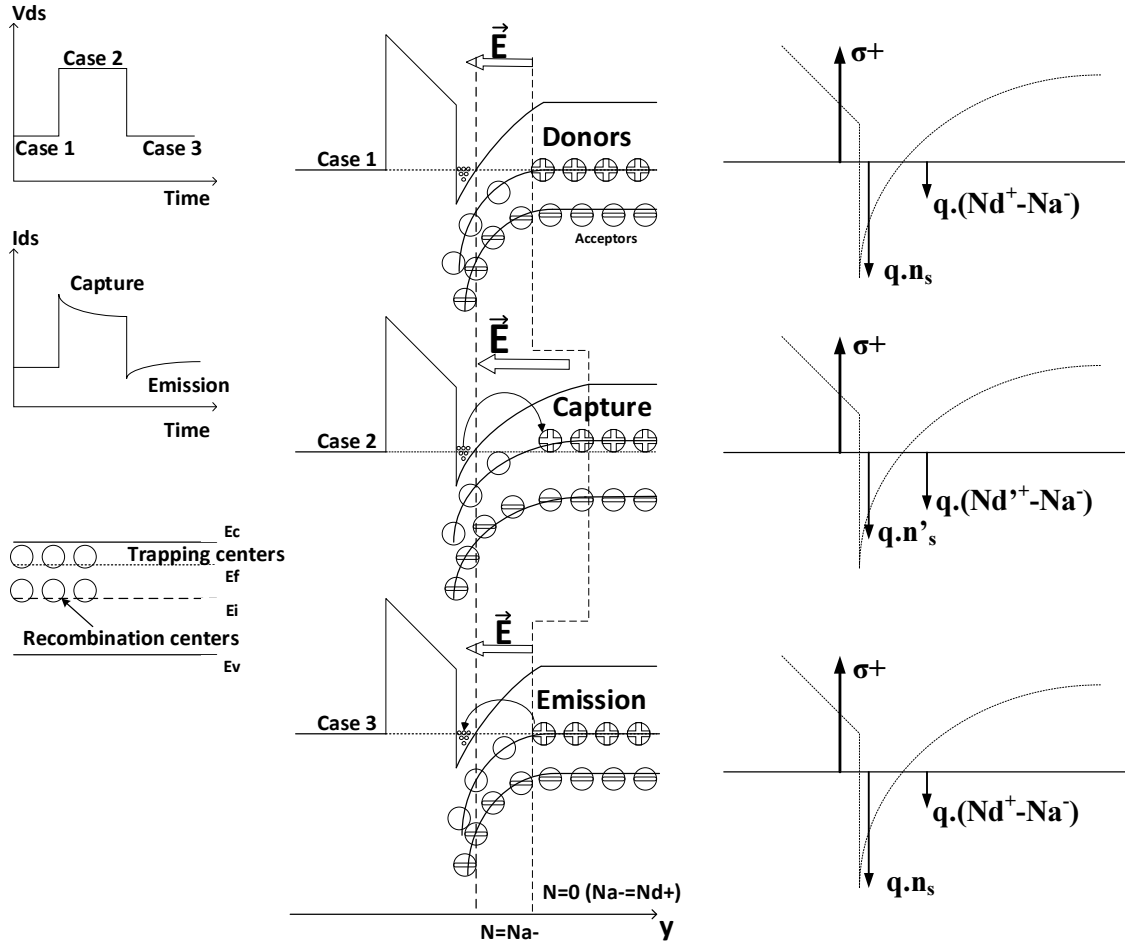 Vds
Case 2
Case 1
Case 3
Time
Ids
Capture
Emission
Time
Ec
Trapping centers
Ef
Ei
Recombination centers
Ev
E⃗
Donors
Case 1
Acceptors
E⃗
Capture
Case 2
E⃗
Emission
Case 3
N=0 (Na-=Nd+)
y
N=Na-
σ+
q.(Nd⁺-Na⁻)
q.nₛ
σ+
q.(Nd’⁺-Na⁻)
q.n’ₛ
σ+
q.(Nd⁺-Na⁻)
q.nₛ